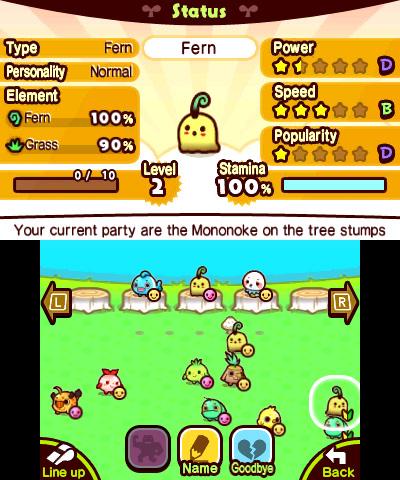 Status
Type Fern
Fern
Power
D
Personality Normal
Speed
B
Element
Fern 100%
Grass 90%
Popularity
D
0 / 10
Level
2
Stamina
100%
Your current party are the Mononoke on the tree stumps
L
R
Line up
Name
Goodbye
Back